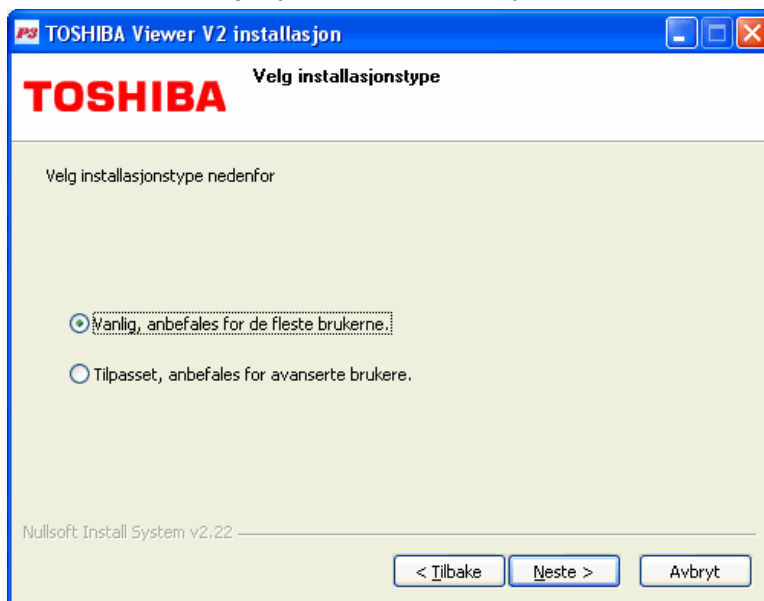 TOSHIBA Viewer V2 installasjon
TOSHIBA
Velg installasjonstype
Velg installasjonstype nedenfor
Vanlig, anbefales for de fleste brukerne.
Tilpasset, anbefales for avanserte brukere.
Nullsoft Install System v2.22
< Tilbake
Neste >
Avbryt